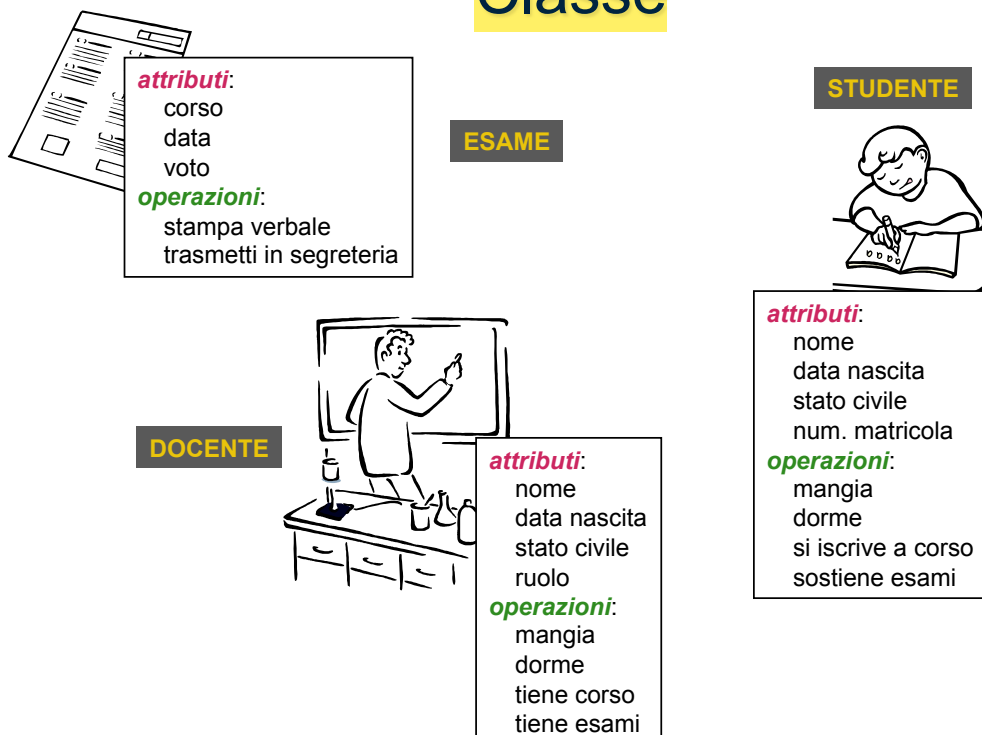 Classe
attributi:
corso
data
voto
operazioni:
stampa verbale
trasmetti in segreteria
ESAME
STUDENTE
attributi:
nome
data nascita
stato civile
num. matricola
operazioni:
mangia
dorme
si iscrive a corso
sostiene esami
DOCENTE
attributi:
nome
data nascita
stato civile
ruolo
operazioni:
mangia
dorme
tiene corso
tiene esami